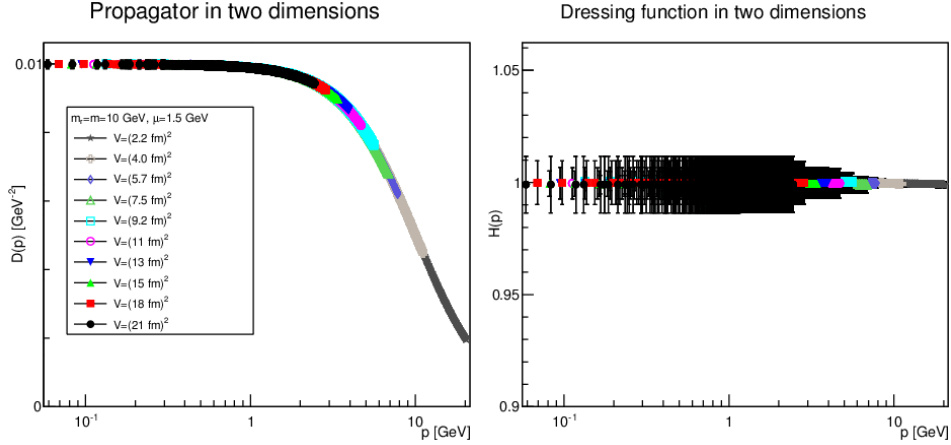 Propagator in two dimensions
D(p) [GeV⁻²]
0.01
0
mᵣ=m=10 GeV, μ=1.5 GeV
V=(2.2 fm)²
V=(4.0 fm)²
V=(5.7 fm)²
V=(7.5 fm)²
V=(9.2 fm)²
V=(11 fm)²
V=(13 fm)²
V=(15 fm)²
V=(18 fm)²
V=(21 fm)²
10⁻¹ 1 10
p [GeV]
Dressing function in two dimensions
H(p)
1.05
1
0.95
0.9
10⁻¹ 1 10
p [GeV]